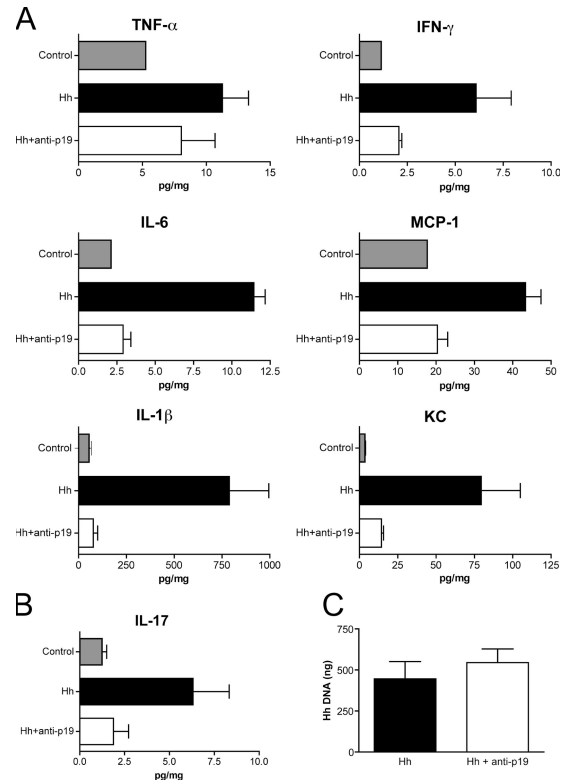 A
TNF-α
Control
Hh
Hh+anti-p19
0 5 10 15
pg/mg
IFN-γ
Control
Hh
Hh+anti-p19
0.0 2.5 5.0 7.5 10.0
pg/mg
IL-6
Control
Hh
Hh+anti-p19
0.0 2.5 5.0 7.5 10.0 12.5
pg/mg
MCP-1
Control
Hh
Hh+anti-p19
0 10 20 30 40 50
pg/mg
IL-1β
Control
Hh
Hh+anti-p19
0 250 500 750 1000
pg/mg
KC
Control
Hh
Hh+anti-p19
0 25 50 75 100 125
pg/mg
B
IL-17
Control
Hh
Hh+anti-p19
0.0 2.5 5.0 7.5 10.0
pg/mg
C
Hh DNA (ng)
750
500
250
0
Hh Hh + anti-p19